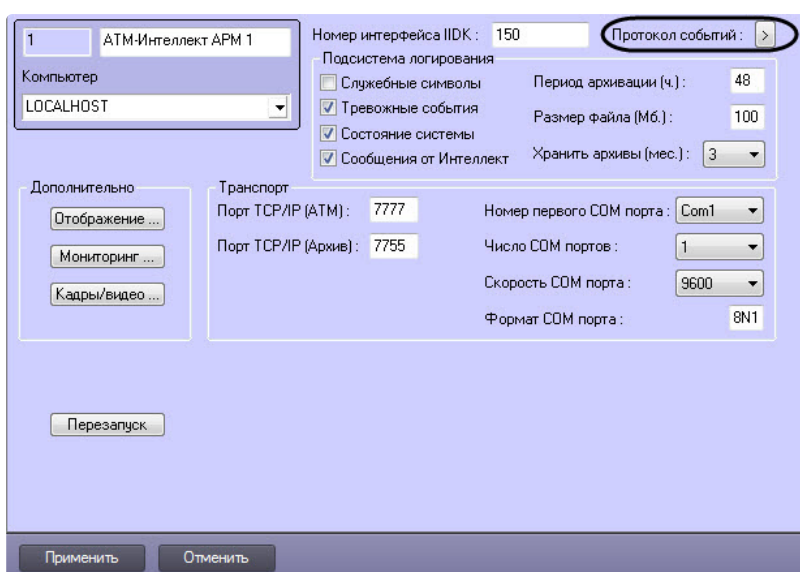 1 АТМ-Интеллект АРМ 1
Компьютер
LOCALHOST
Номер интерфейса IIDK : 150 Протокол событий : >
Подсистема логирования
Служебные символы
Тревожные события
Состояние системы
Сообщения от Интеллект
Период архивации (ч.) : 48
Размер файла (Мб.) : 100
Хранить архивы (мес.) : 3
Дополнительно
Отображение ...
Мониторинг ...
Кадры/видео ...
Транспорт
Порт TCP/IP (АТМ) : 7777
Порт TCP/IP (Архив) : 7755
Номер первого COM порта : Com1
Число COM портов : 1
Скорость COM порта : 9600
Формат COM порта : 8N1
Перезапуск
Применить Отменить